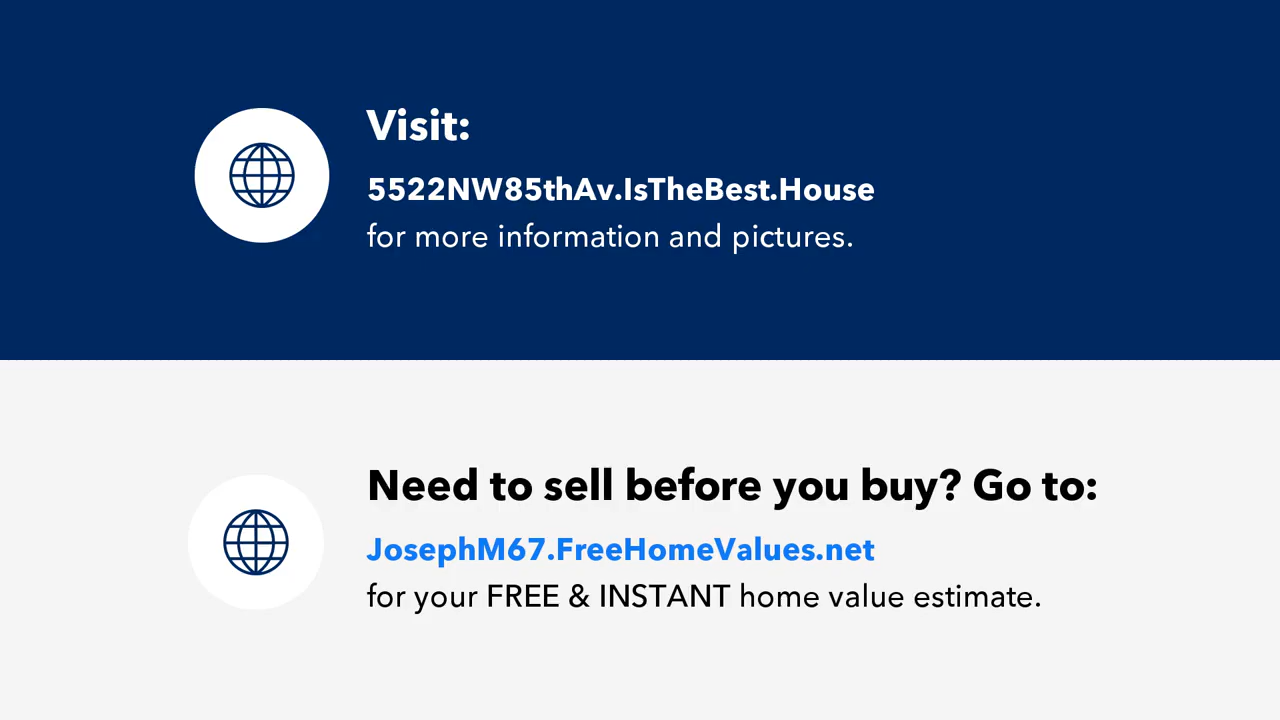 Visit:
5522NW85thAv.IsTheBest.House
for more information and pictures.
Need to sell before you buy? Go to:
JosephM67.FreeHomeValues.net
for your FREE & INSTANT home value estimate.